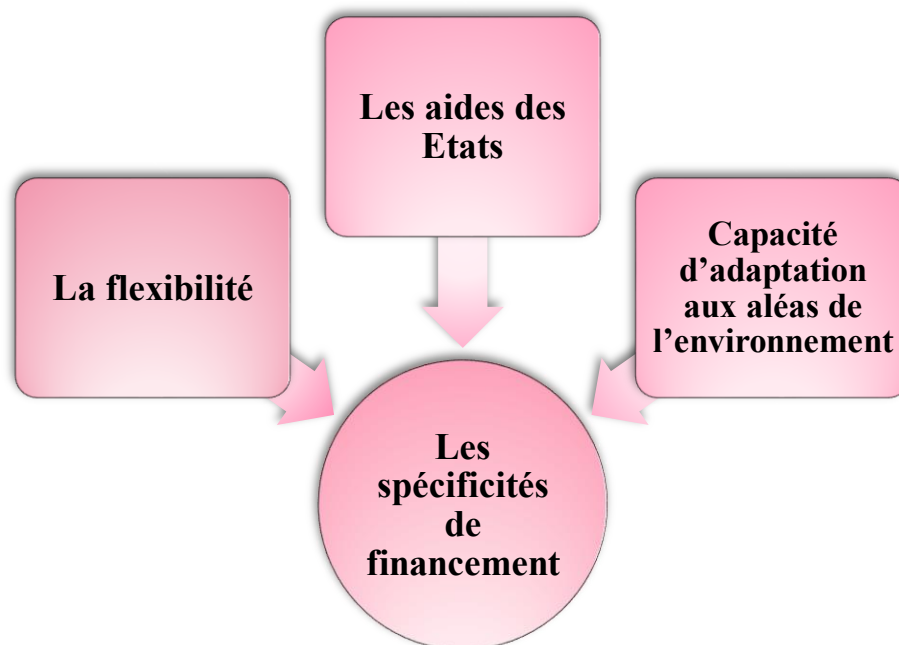 Les aides des
Etats
La flexibilité
Capacité
d’adaptation
aux aléas de
l’environnement
Les
spécificités
de
financement